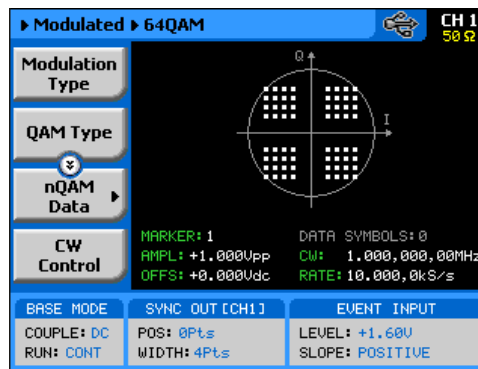 Modulated 64QAM
CH 1
50 Ω
Modulation
Type
QAM Type
nQAM
Data
CW
Control
Q
I
MARKER: 1
DATA SYMBOLS: 0
AMPL: +1.000Vpp
CW: 1.000,000,00MHz
OFFS: +0.000Vdc
RATE: 10.000,0kS/s
BASE MODE
COUPLE: DC
RUN: CONT
SYNC OUT [CH1]
POS: 0Pts
WIDTH: 4Pts
EVENT INPUT
LEVEL: +1.60V
SLOPE: POSITIVE